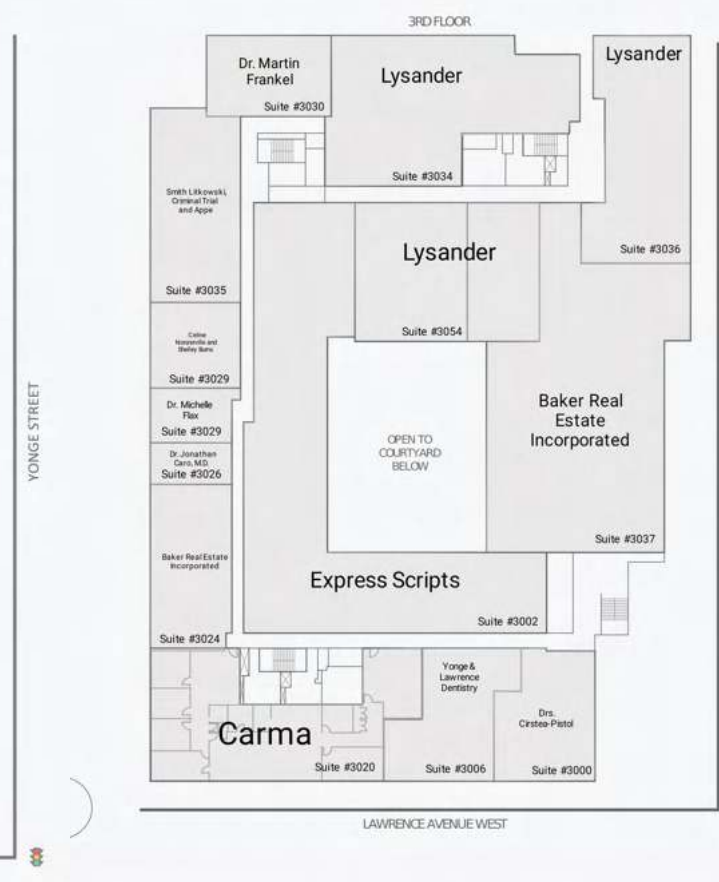 3RD FLOOR
Dr. Martin
Frankel
Suite #3030
Lysander
Suite #3034
Lysander
Suite #3036
Smith Litkowski,
Criminal Trial
and Appe
Suite #3035
Lysander
Suite #3054
Suite #3029
Dr. Michelle
Flax
Suite #3029
Dr. Jonathan
Caro, M.D.
Suite #3026
Baker Real Estate
Incorporated
Suite #3024
OPEN TO
COURTYARD
BELOW
Baker Real
Estate
Incorporated
Suite #3037
Express Scripts
Suite #3002
Carma
Suite #3020
Yonge &
Lawrence
Dentistry
Suite #3006
Drs.
Cirstea-Pistol
Suite #3000
YONGE STREET
LAWRENCE AVENUE WEST